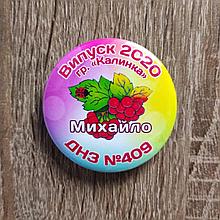 Випуск 2020
гр. «Калинка»
Михайло
ДНЗ №409